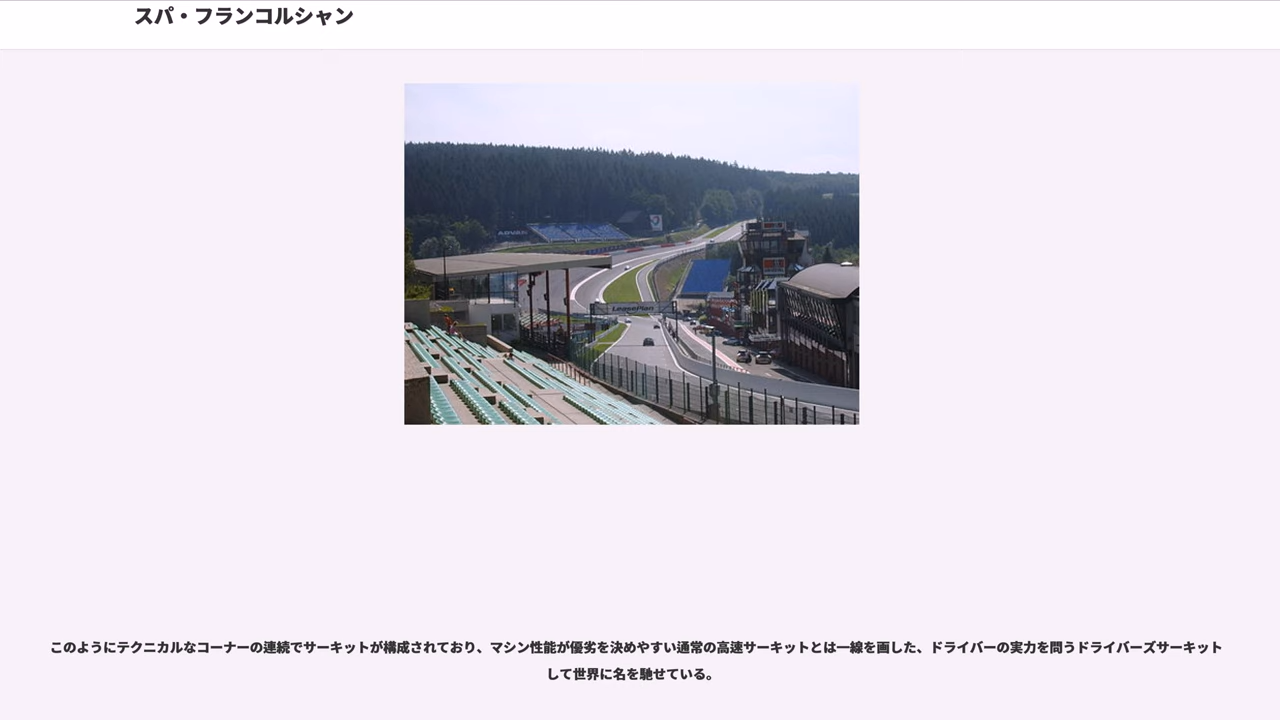 スパ・フランコルシャン
ADVAN
LeasePlan
このようにテクニカルなコーナーの連続でサーキットが構成されており、マシン性能が優劣を決めやすい通常の高速サーキットとは一線を画した、ドライバーの実力を問うドライバーズサーキット
して世界に名を馳せている。